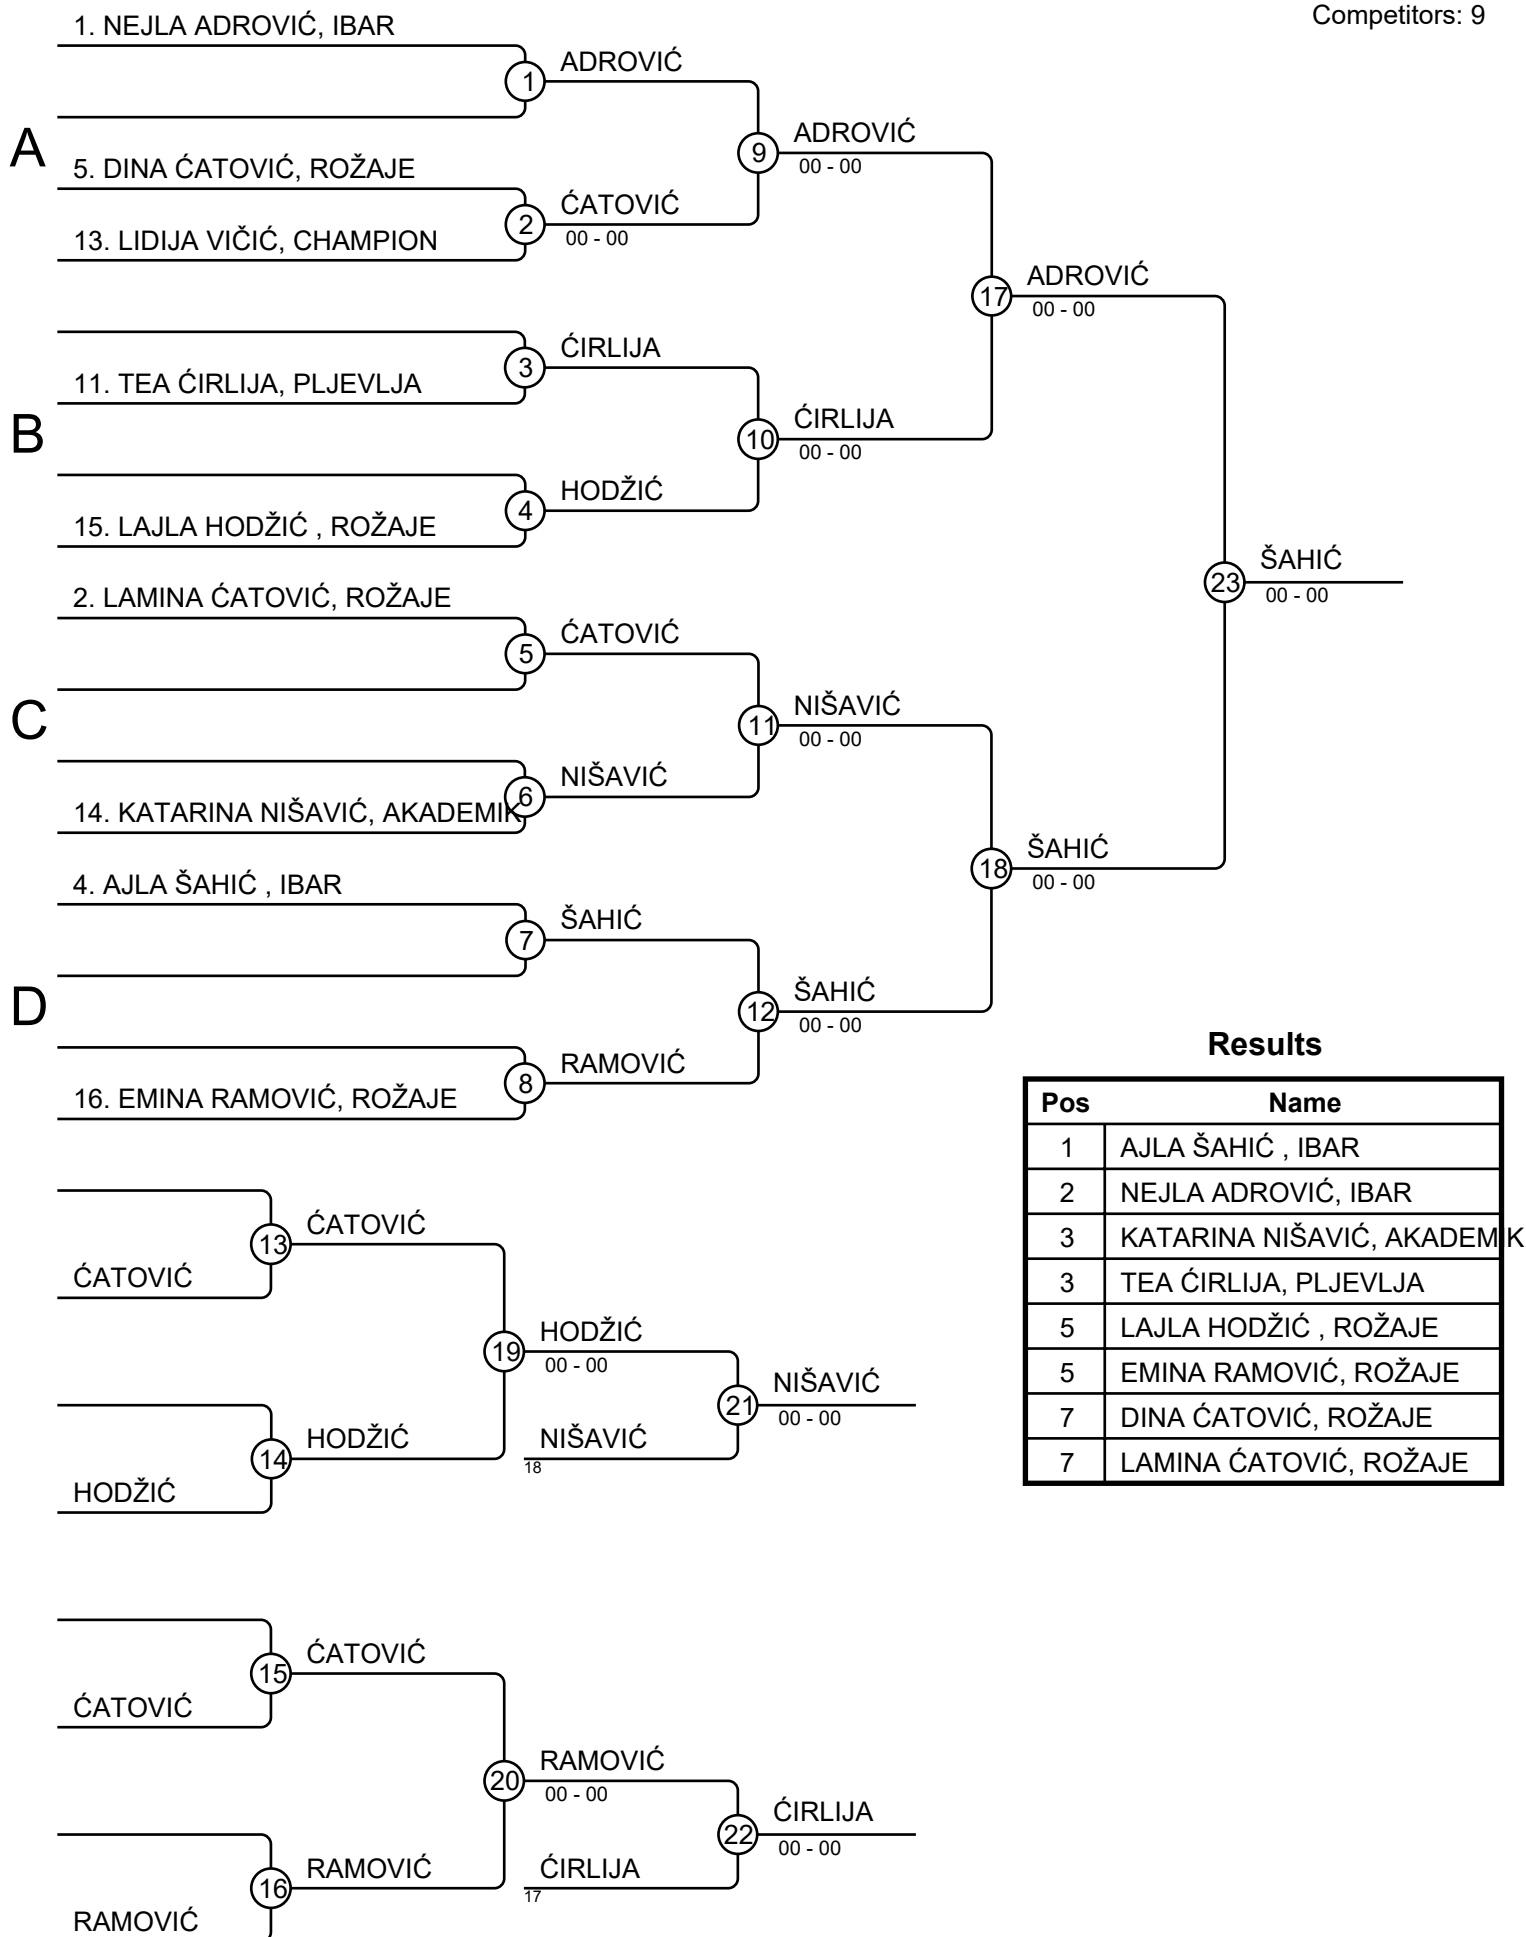 Competitors: 9
1. NEJLA ADROVIĆ, IBAR
1
ADROVIĆ
A
9
ADROVIĆ
00 - 00
5. DINA ĆATOVIĆ, ROŽAJE
2
ĆATOVIĆ
00 - 00
13. LIDIJA VIČIĆ, CHAMPION
17
ADROVIĆ
00 - 00
3
ĆIRLIJA
11. TEA ĆIRLIJA, PLJEVLJA
B
10
ĆIRLIJA
00 - 00
4
HODŽIĆ
15. LAJLA HODŽIĆ , ROŽAJE
23
ŠAHIĆ
00 - 00
2. LAMINA ĆATOVIĆ, ROŽAJE
5
ĆATOVIĆ
C
11
NIŠAVIĆ
00 - 00
6
NIŠAVIĆ
14. KATARINA NIŠAVIĆ, AKADEMIK
18
ŠAHIĆ
00 - 00
4. AJLA ŠAHIĆ , IBAR
7
ŠAHIĆ
D
12
ŠAHIĆ
00 - 00
8
RAMOVIĆ
16. EMINA RAMOVIĆ, ROŽAJE
Results
Pos Name
1 AJLA ŠAHIĆ , IBAR
2 NEJLA ADROVIĆ, IBAR
3 KATARINA NIŠAVIĆ, AKADEMIK
3 TEA ĆIRLIJA, PLJEVLJA
5 LAJLA HODŽIĆ , ROŽAJE
5 EMINA RAMOVIĆ, ROŽAJE
7 DINA ĆATOVIĆ, ROŽAJE
7 LAMINA ĆATOVIĆ, ROŽAJE
13
ĆATOVIĆ
ĆATOVIĆ
19
HODŽIĆ
00 - 00
21
NIŠAVIĆ
00 - 00
14
HODŽIĆ
NIŠAVIĆ
18
HODŽIĆ
15
ĆATOVIĆ
ĆATOVIĆ
20
RAMOVIĆ
00 - 00
22
ĆIRLIJA
00 - 00
16
RAMOVIĆ
ĆIRLIJA
17
RAMOVIĆ